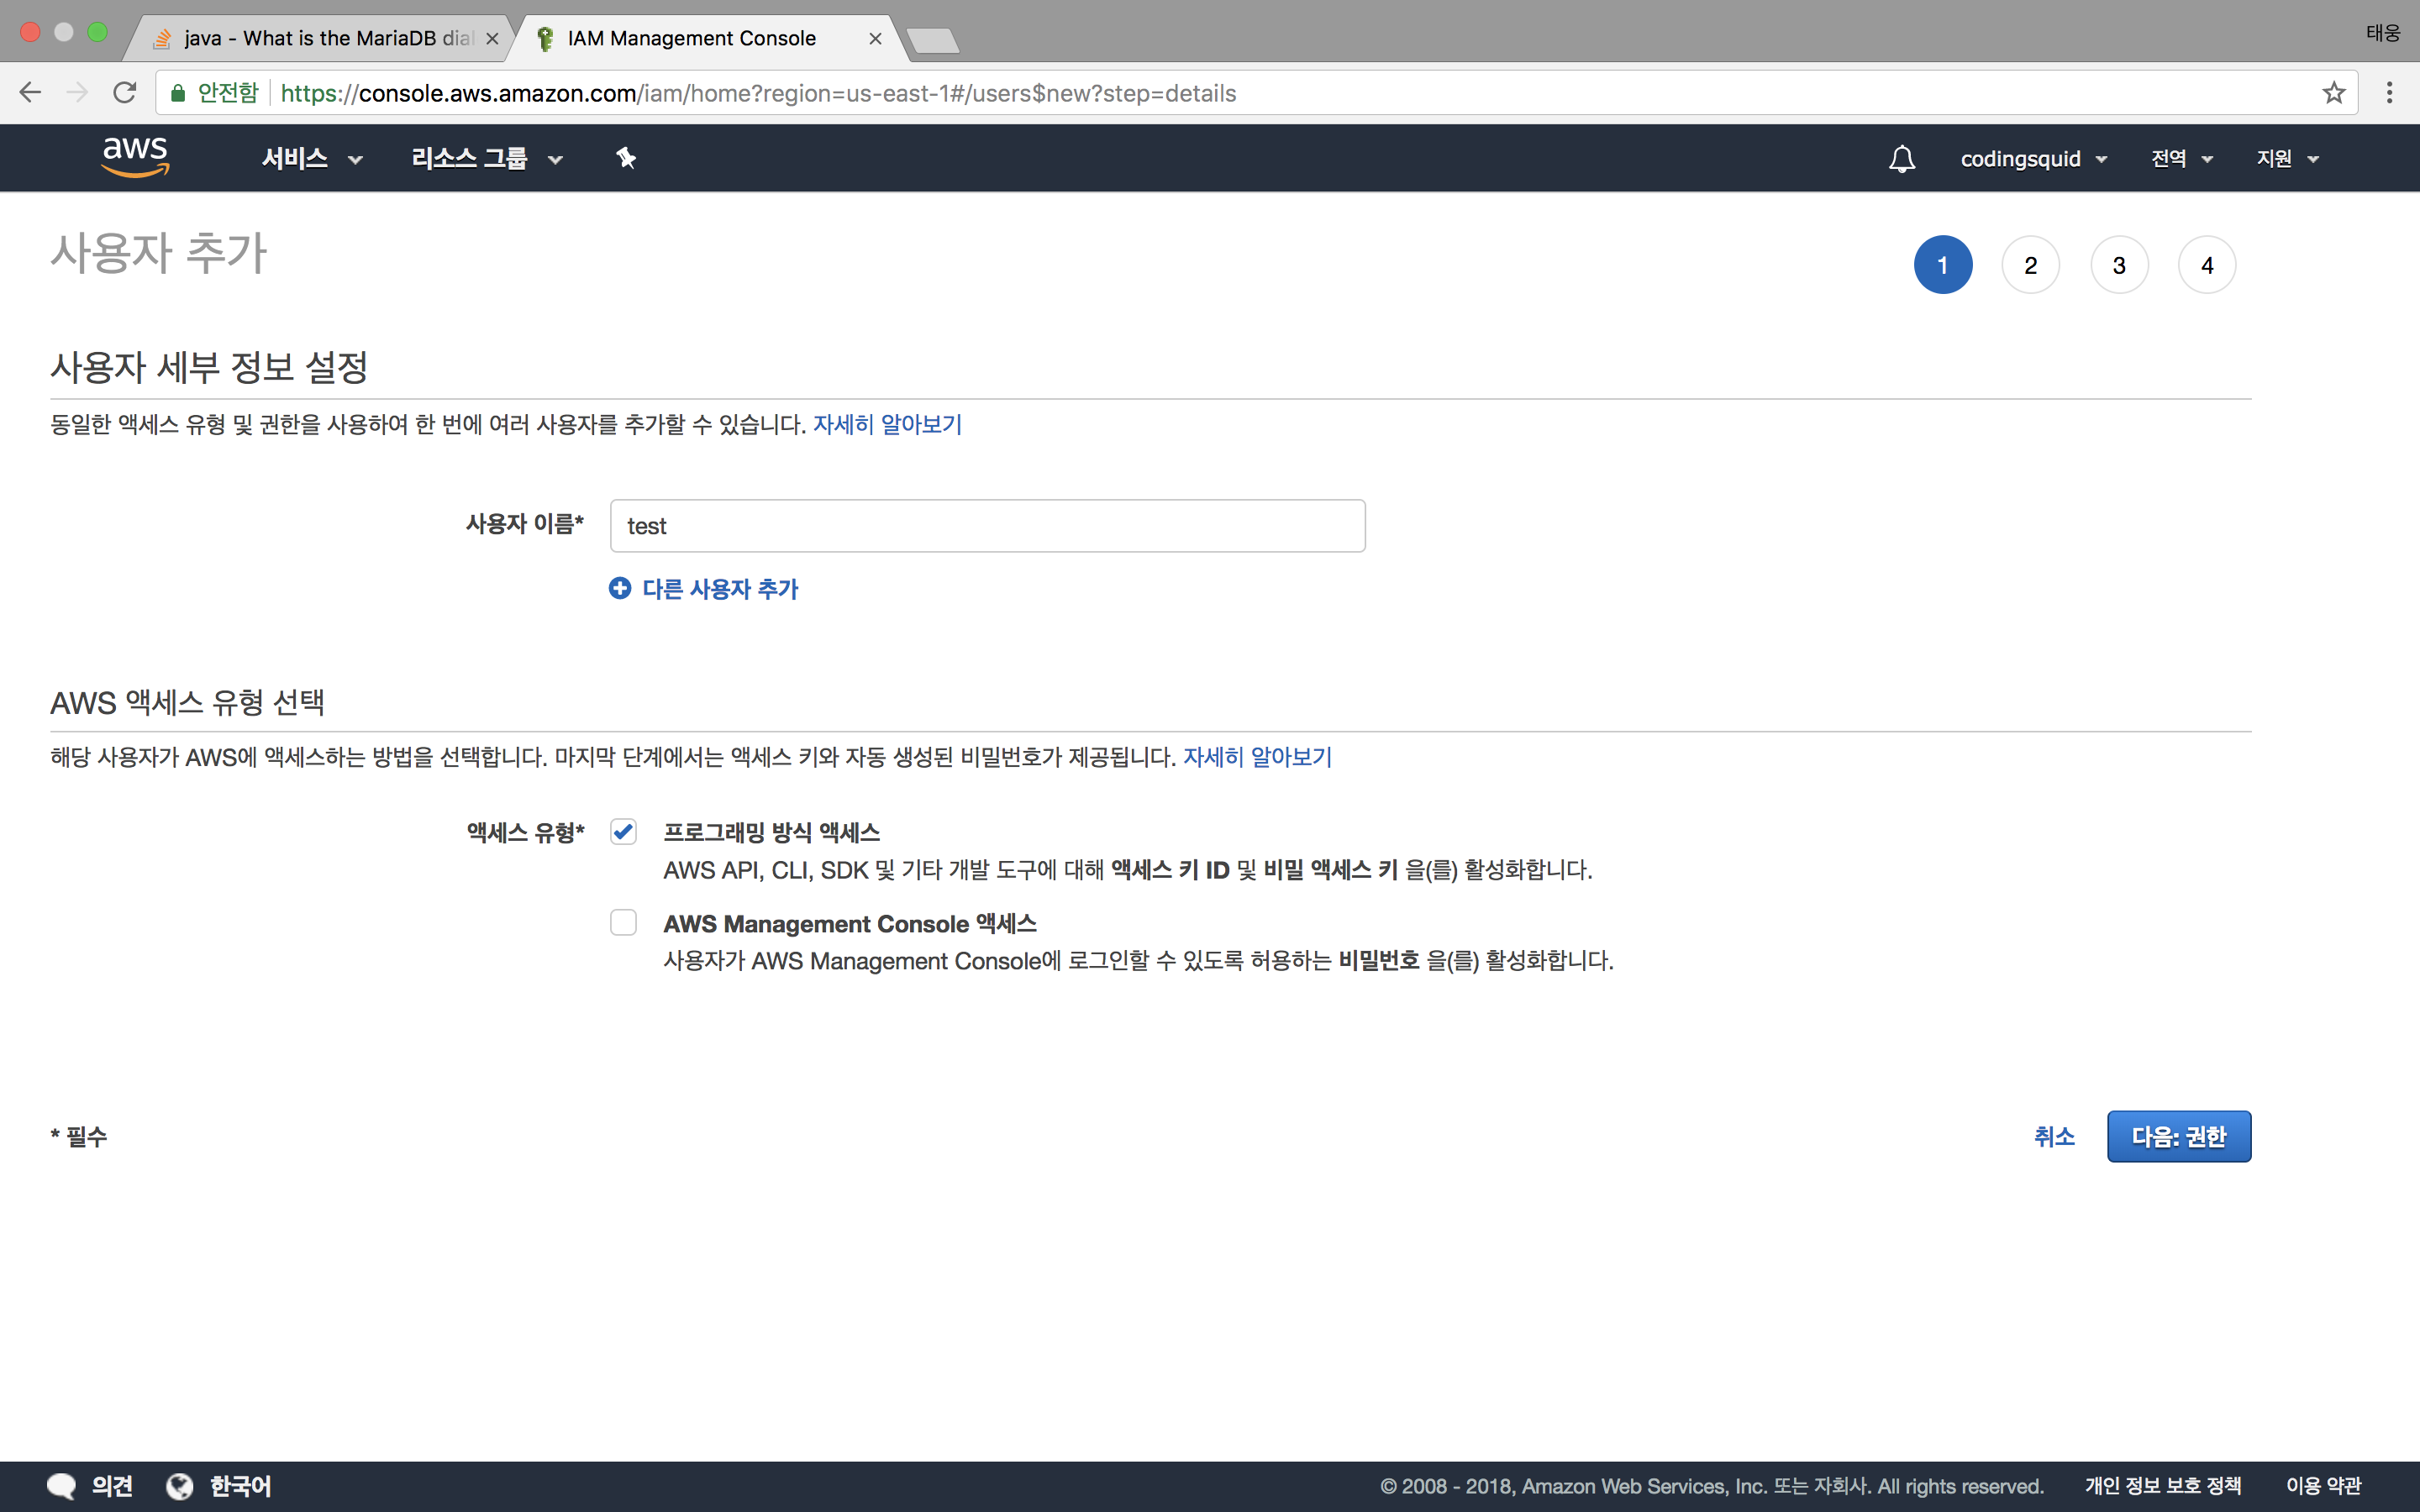 java - What is the MariaDB dial
IAM Management Console
태웅
안전함
https://console.aws.amazon.com/iam/home?region=us-east-1#/users$new?step=details
aws
서비스
리소스 그룹
codingsquid
전역
지원
사용자 추가
1
2
3
4
사용자 세부 정보 설정
동일한 액세스 유형 및 권한을 사용하여 한 번에 여러 사용자를 추가할 수 있습니다. 자세히 알아보기
사용자 이름*
test
다른 사용자 추가
AWS 액세스 유형 선택
해당 사용자가 AWS에 액세스하는 방법을 선택합니다. 마지막 단계에서는 액세스 키와 자동 생성된 비밀번호가 제공됩니다. 자세히 알아보기
액세스 유형*
프로그래밍 방식 액세스
AWS API, CLI, SDK 및 기타 개발 도구에 대해 액세스 키 ID 및 비밀 액세스 키 을(를) 활성화합니다.
AWS Management Console 액세스
사용자가 AWS Management Console에 로그인할 수 있도록 허용하는 비밀번호 을(를) 활성화합니다.
* 필수
취소
다음: 권한
의견
한국어
© 2008 - 2018, Amazon Web Services, Inc. 또는 자회사. All rights reserved.
개인 정보 보호 정책
이용 약관